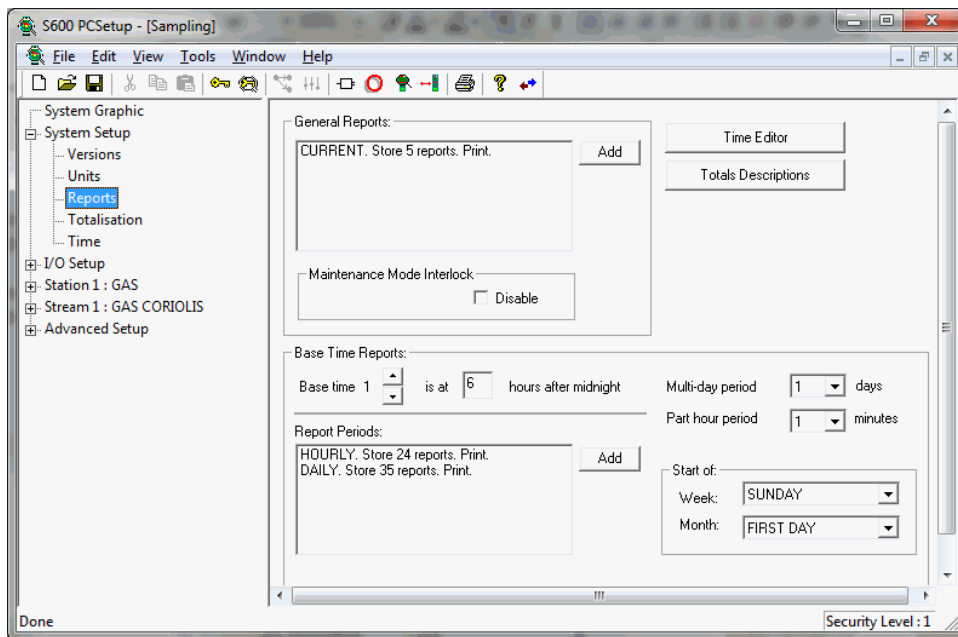 S600 PCSetup - [Sampling]
File Edit View Tools Window Help
System Graphic
System Setup
Versions
Units
Reports
Totalisation
Time
I/O Setup
Station 1 : GAS
Stream 1 : GAS CORIOLIS
Advanced Setup
General Reports:
CURRENT. Store 5 reports. Print.
Add
Time Editor
Totals Descriptions
Maintenance Mode Interlock
Disable
Base Time Reports:
Base time 1 is at 6 hours after midnight
Multi-day period 1 days
Part hour period 1 minutes
Report Periods:
HOURLY. Store 24 reports. Print.
DAILY. Store 35 reports. Print.
Add
Start of:
Week: SUNDAY
Month: FIRST DAY
Done
Security Level : 1